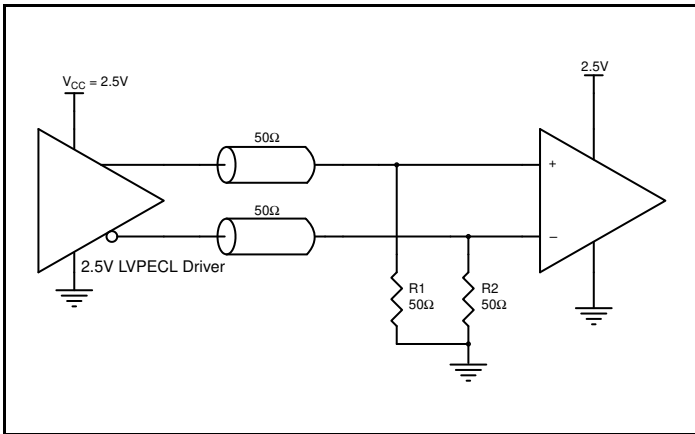 V_CC = 2.5V
2.5V
50Ω
50Ω
+
−
2.5V LVPECL Driver
R1
50Ω
R2
50Ω